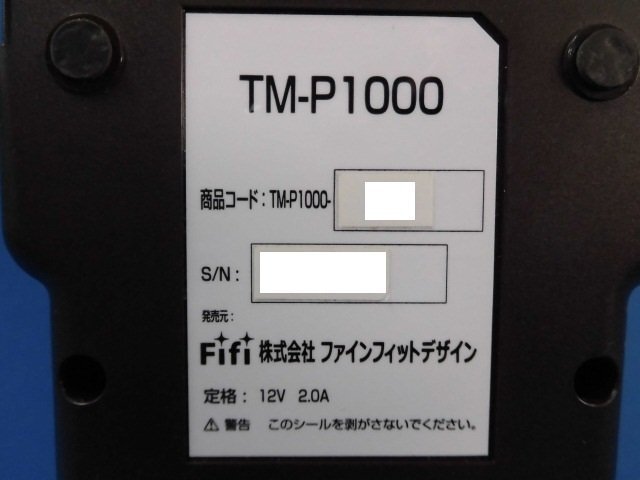 TM-P1000
商品コード：TM-P1000-
S/N：
発売元：
Fifi 株式会社 ファインフィットデザイン
定格： 12V 2.0A
⚠ 警告 このシールを剥がさないでください。